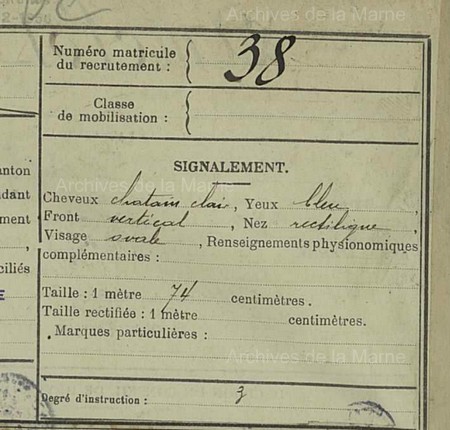 Archives de la Marne
Numéro matricule
du recrutement : 38
Classe
de mobilisation :
Archives de la Marne
SIGNALEMENT.
Cheveux chatain clair, Yeux bleu,
Front vertical, Nez rectiligne,
Visage ovale, Renseignements physionomiques
complémentaires :
Taille : 1 mètre 74 centimètres.
Taille rectifiée : 1 mètre centimètres.
Marques particulières :
Archives de la Marne
Degré d'instruction : 3
anton
dant
ment
ciliés
E